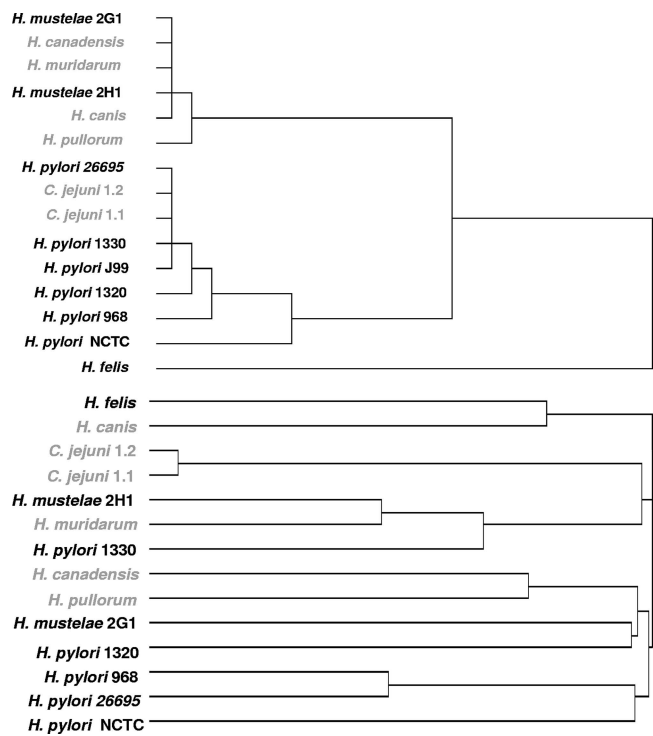 H. mustelae 2G1
H. canadensis
H. muridarum
H. mustelae 2H1
H. canis
H. pullorum
H. pylori 26695
C. jejuni 1.2
C. jejuni 1.1
H. pylori 1330
H. pylori J99
H. pylori 1320
H. pylori 968
H. pylori NCTC
H. felis
H. felis
H. canis
C. jejuni 1.2
C. jejuni 1.1
H. mustelae 2H1
H. muridarum
H. pylori 1330
H. canadensis
H. pullorum
H. mustelae 2G1
H. pylori 1320
H. pylori 968
H. pylori 26695
H. pylori NCTC